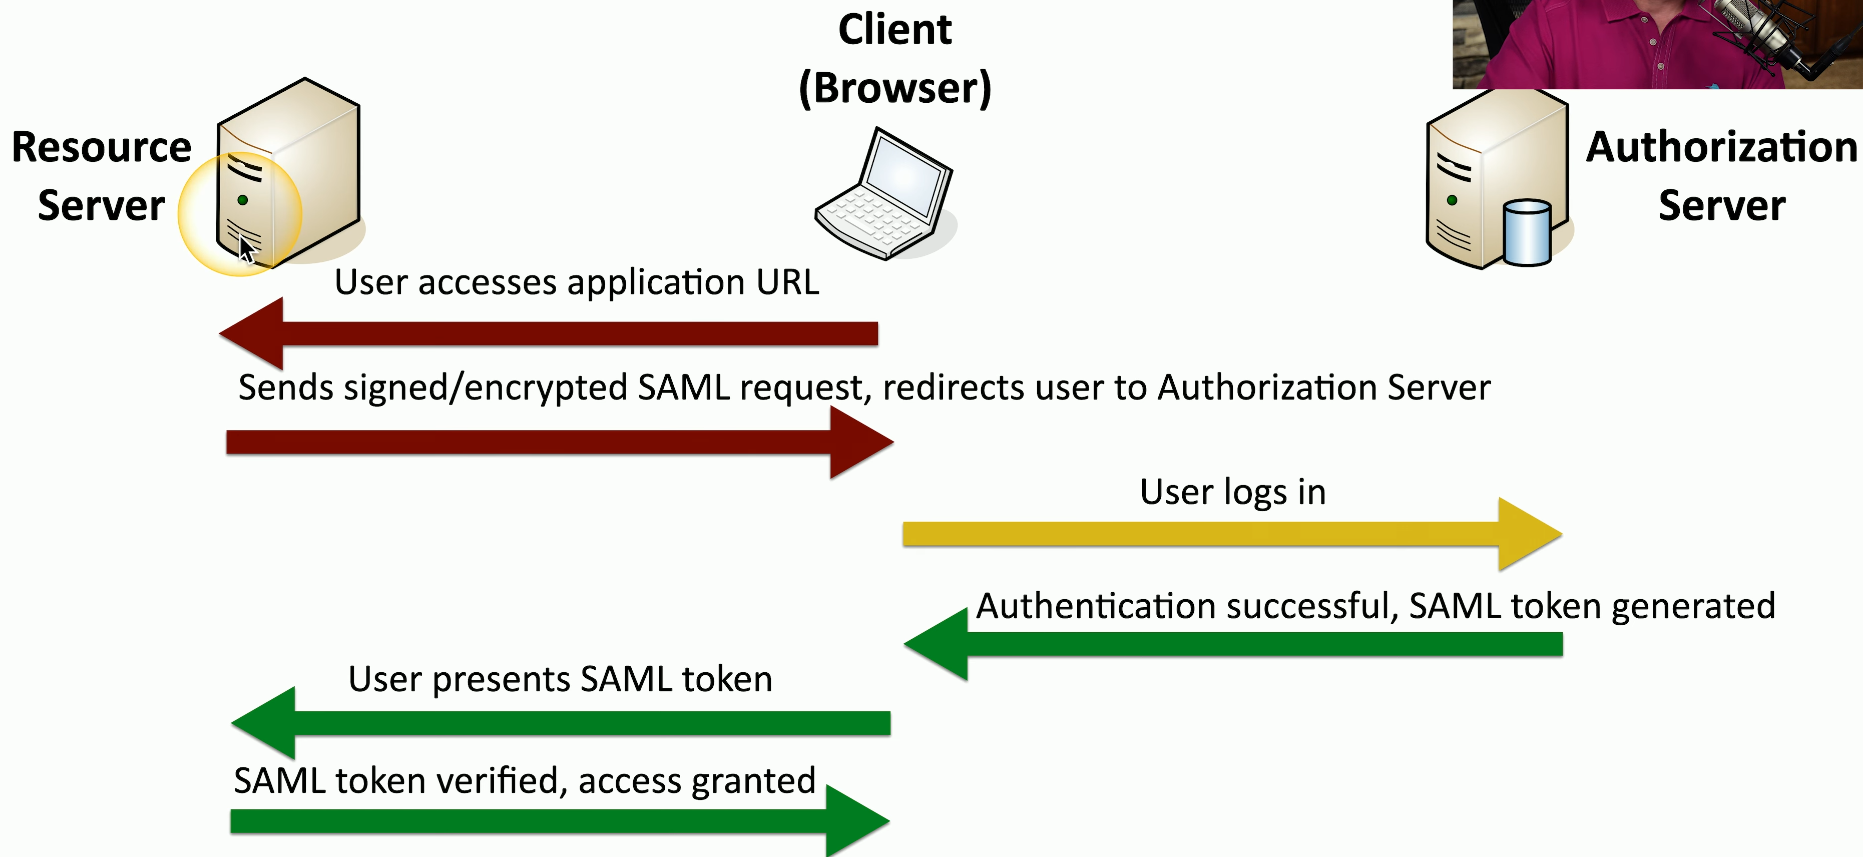 Client
(Browser)
Resource
Server
Authorization
Server
User accesses application URL
Sends signed/encrypted SAML request, redirects user to Authorization Server
User logs in
Authentication successful, SAML token generated
User presents SAML token
SAML token verified, access granted